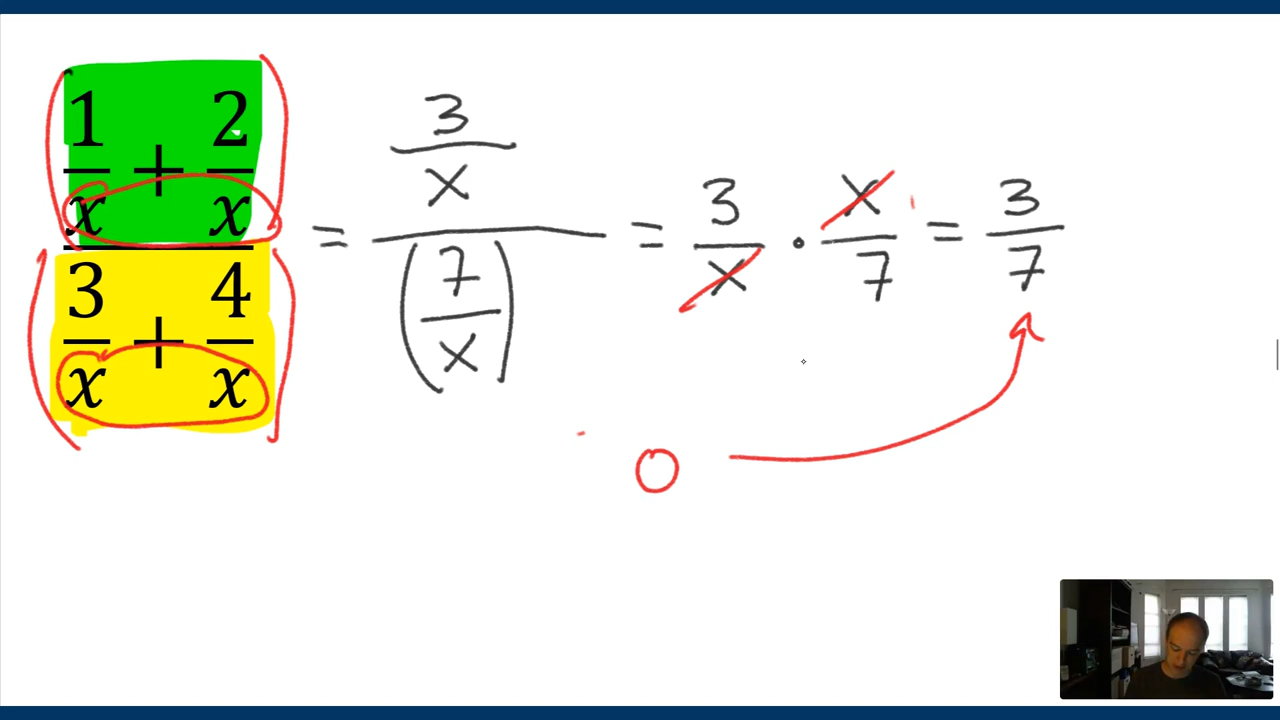 (1/x + 2/x) / (3/x + 4/x) = (3/x) / (7/x) = 3/x · x/7 = 3/7
0